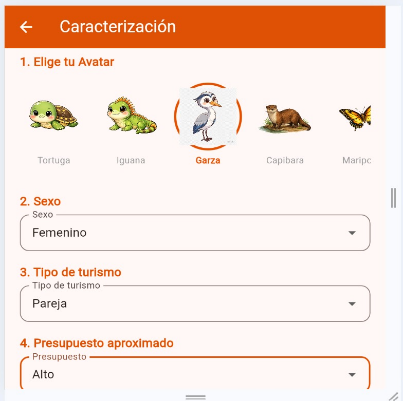 Caracterización
1. Elige tu Avatar
Tortuga
Iguana
Garza
Capibara
Maripc
2. Sexo
Sexo
Femenino
3. Tipo de turismo
Tipo de turismo
Pareja
4. Presupuesto aproximado
Presupuesto
Alto